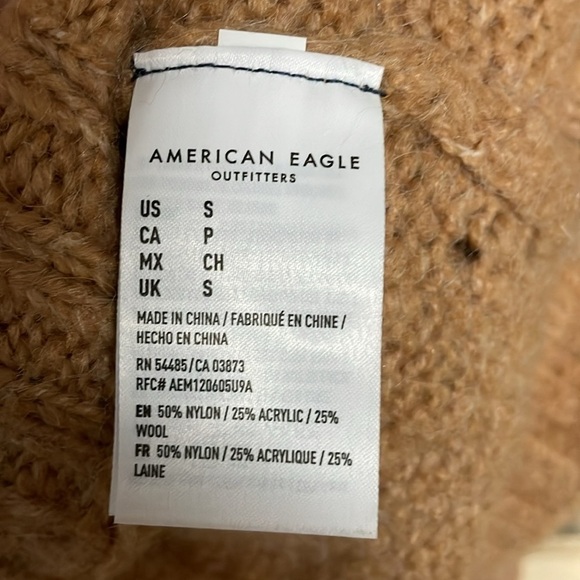 AMERICAN EAGLE
OUTFITTERS
US S
CA P
MX CH
UK S
MADE IN CHINA / FABRIQUÉ EN CHINE /
HECHO EN CHINA
RN 54485/CA 03873
RFC# AEM120605U9A
EN 50% NYLON / 25% ACRYLIC / 25%
WOOL
FR 50% NYLON / 25% ACRYLIQUE / 25%
LAINE